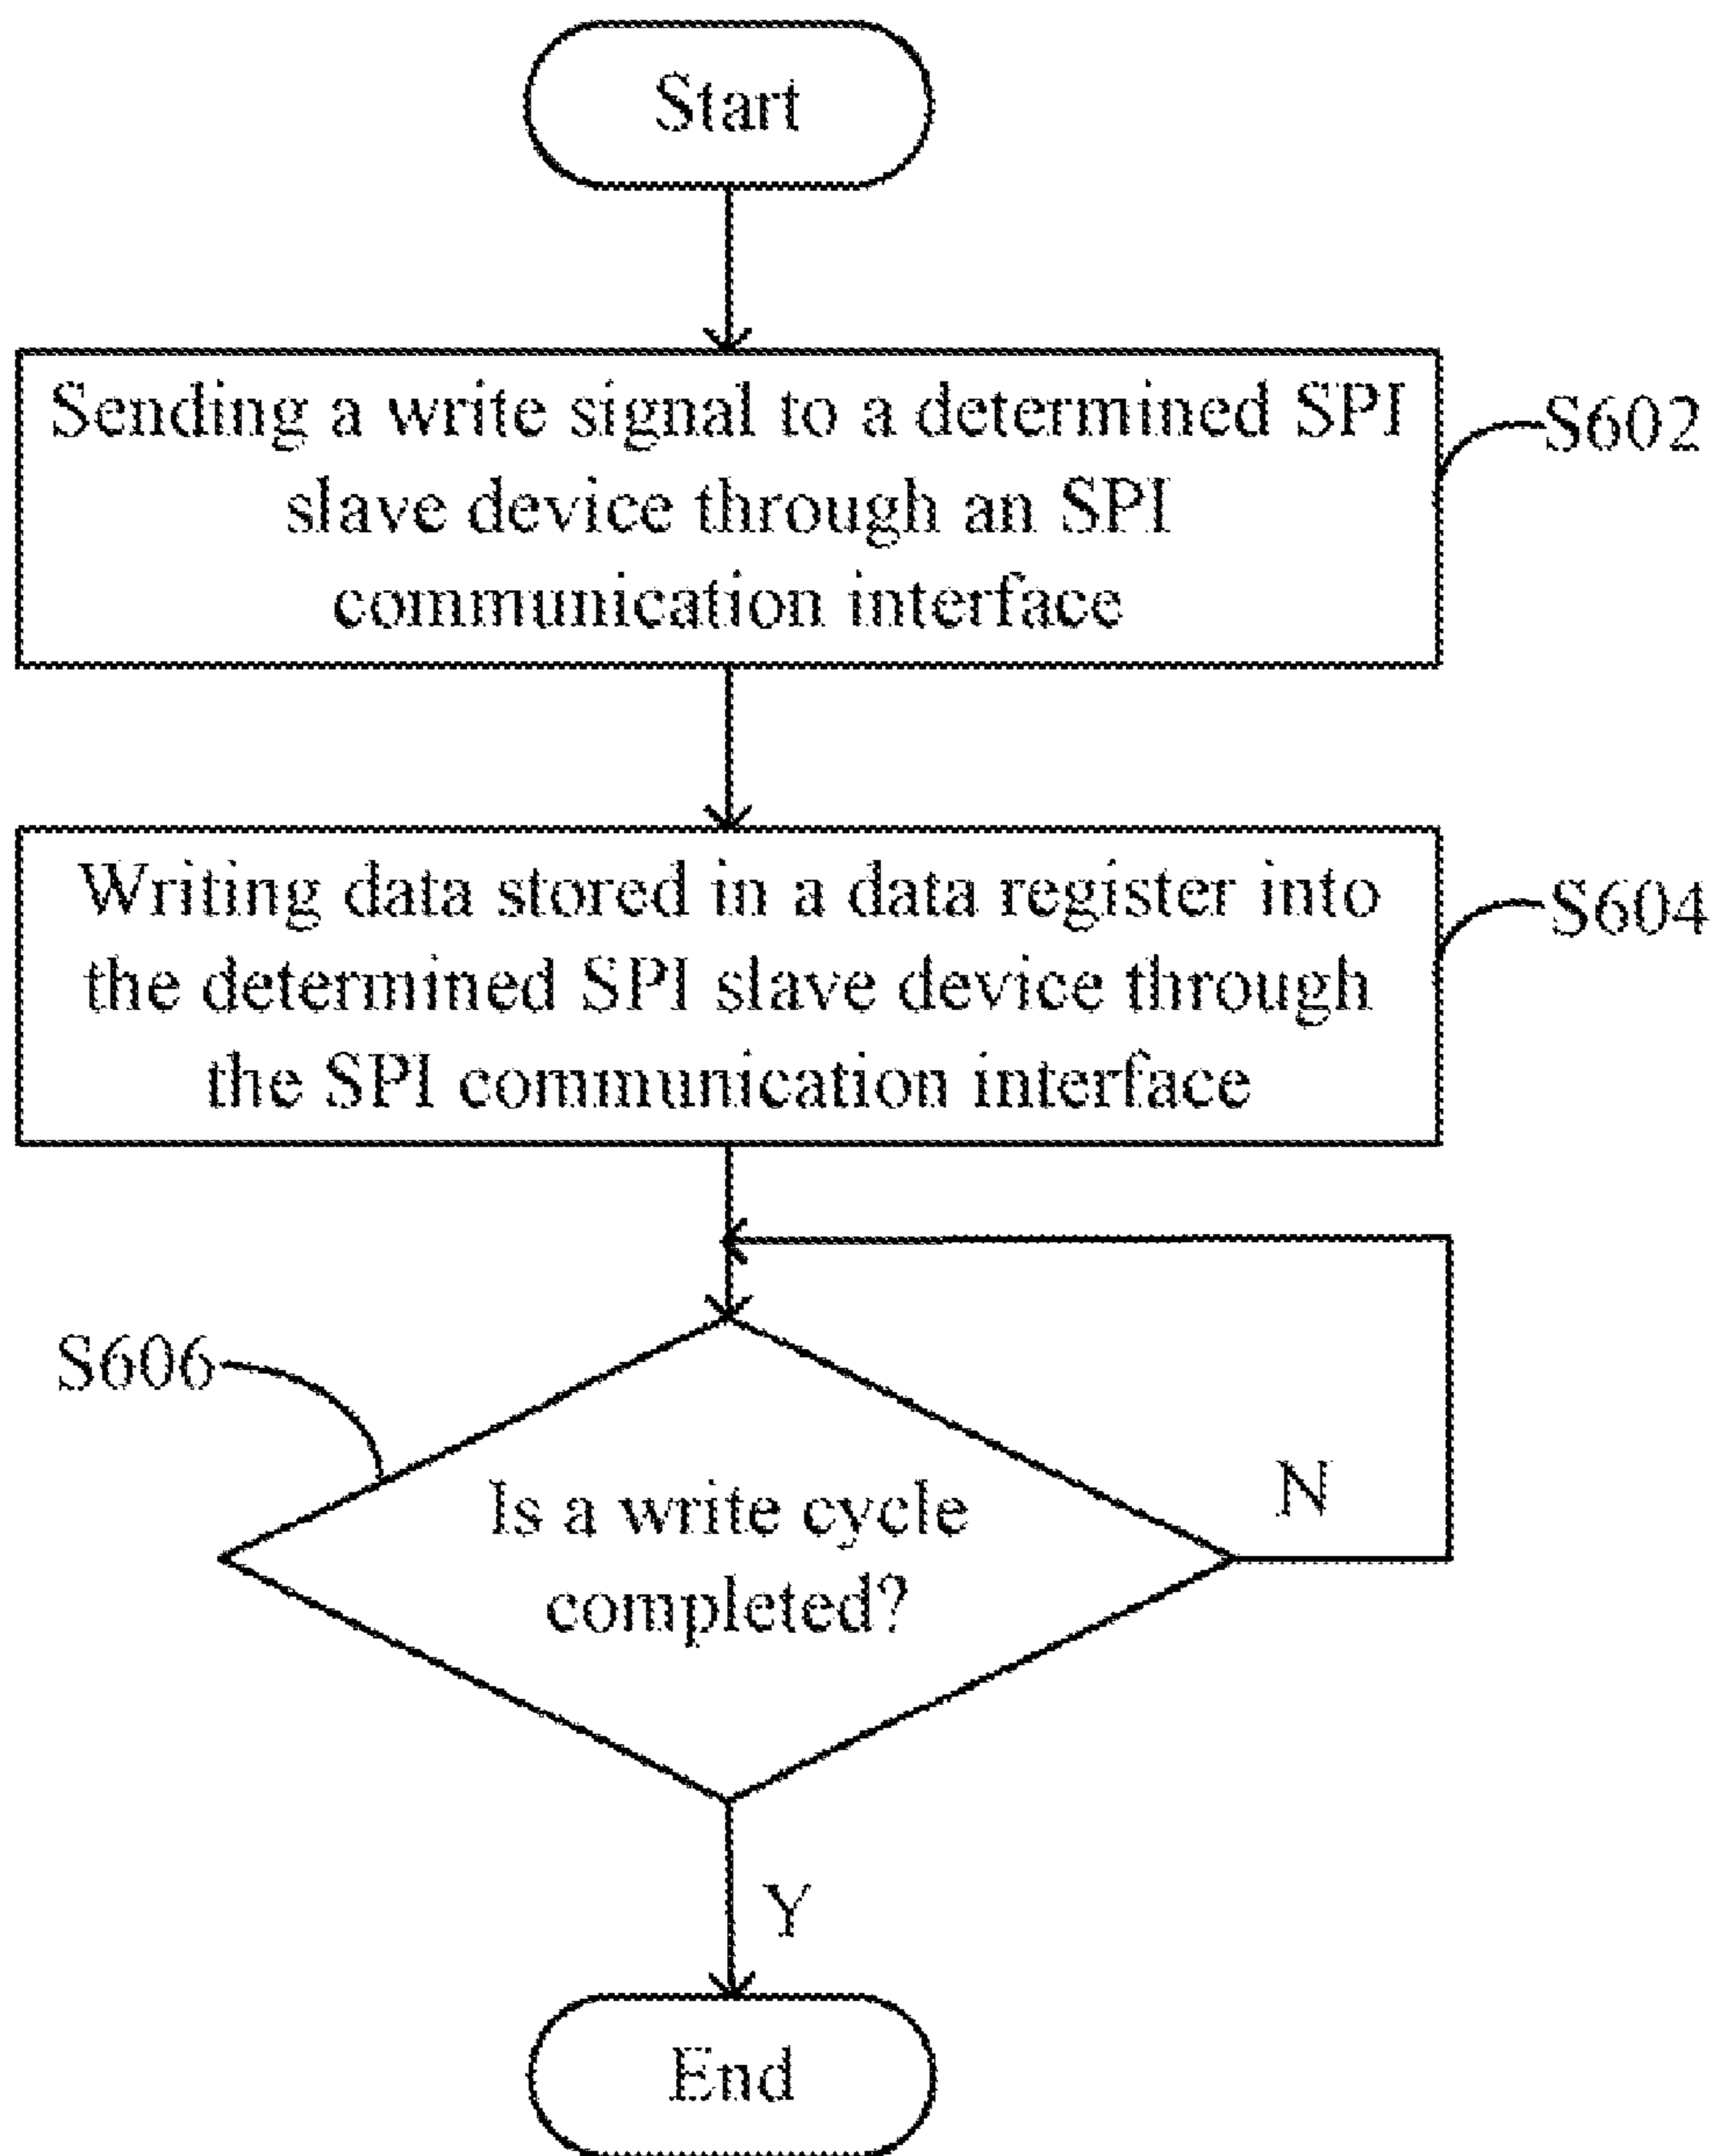 Start
Sending a write signal to a determined SPI
slave device through an SPI
communication interface
S602
Writing data stored in a data register into
the determined SPI slave device through
the SPI communication interface
S604
S606
Is a write cycle
completed?
N
Y
End